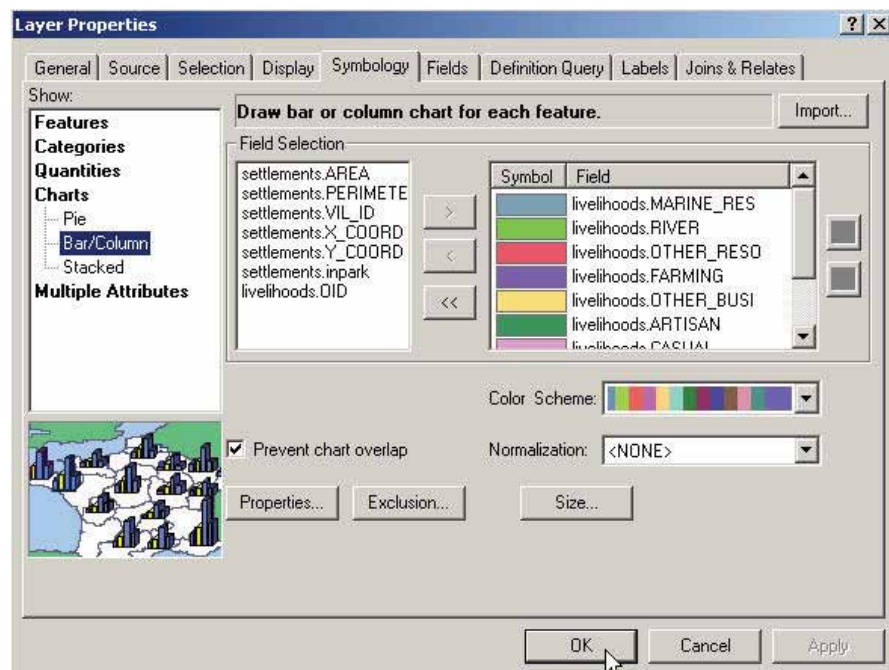 Layer Properties
? ×
General Source Selection Display Symbology Fields Definition Query Labels Joins & Relates
Show:
Features
Categories
Quantities
Charts
Pie
Bar/Column
Stacked
Multiple Attributes
Draw bar or column chart for each feature.
Import...
Field Selection
settlements.AREA
settlements.PERIMETE
settlements.VIL_ID
settlements.X_COORD
settlements.Y_COORD
settlements.inpark
livelihoods.OID
>
<
<<
Symbol Field
livelihoods.MARINE_RES
livelihoods.RIVER
livelihoods.OTHER_RESO
livelihoods.FARMING
livelihoods.OTHER_BUSI
livelihoods.ARTISAN
livelihoods.CASUAL
Color Scheme:
Prevent chart overlap
Normalization: <NONE>
Properties... Exclusion... Size...
OK Cancel Apply